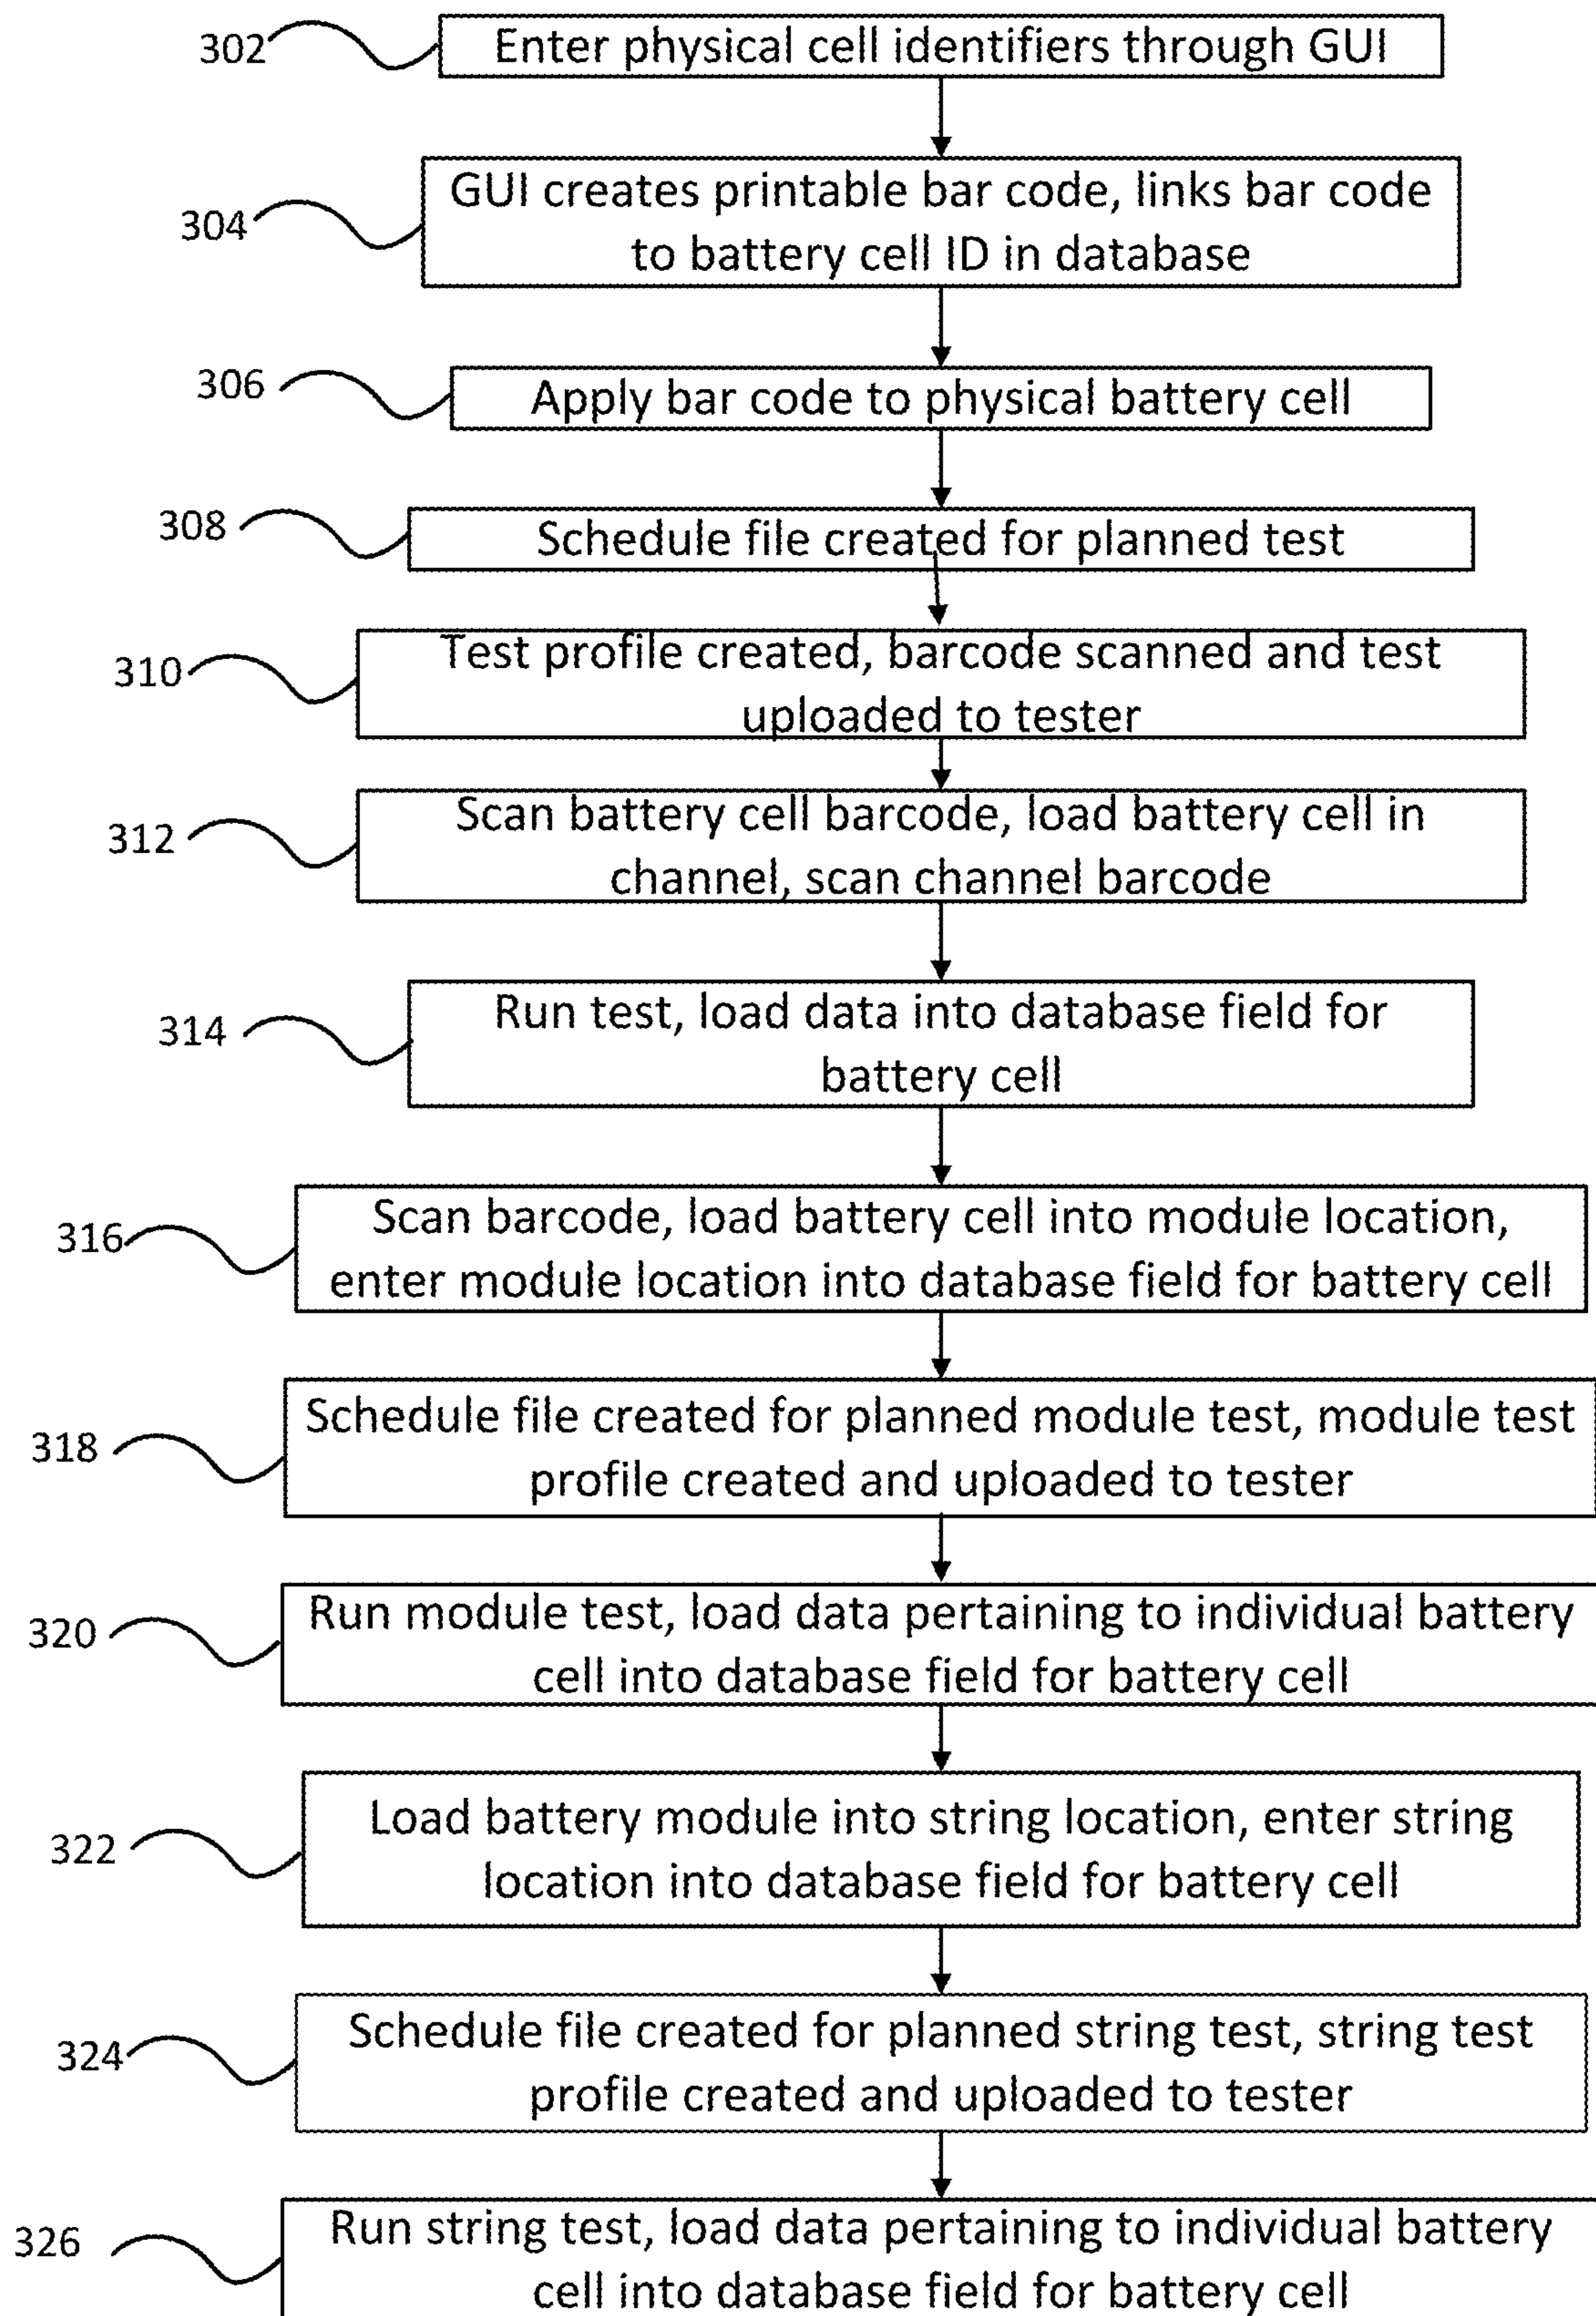 302 Enter physical cell identifiers through GUI
304 GUI creates printable bar code, links bar code
to battery cell ID in database
306 Apply bar code to physical battery cell
308 Schedule file created for planned test
310 Test profile created, barcode scanned and test
uploaded to tester
312 Scan battery cell barcode, load battery cell in
channel, scan channel barcode
314 Run test, load data into database field for
battery cell
316 Scan barcode, load battery cell into module location,
enter module location into database field for battery cell
318 Schedule file created for planned module test, module test
profile created and uploaded to tester
320 Run module test, load data pertaining to individual battery
cell into database field for battery cell
322 Load battery module into string location, enter string
location into database field for battery cell
324 Schedule file created for planned string test, string test
profile created and uploaded to tester
326 Run string test, load data pertaining to individual battery
cell into database field for battery cell